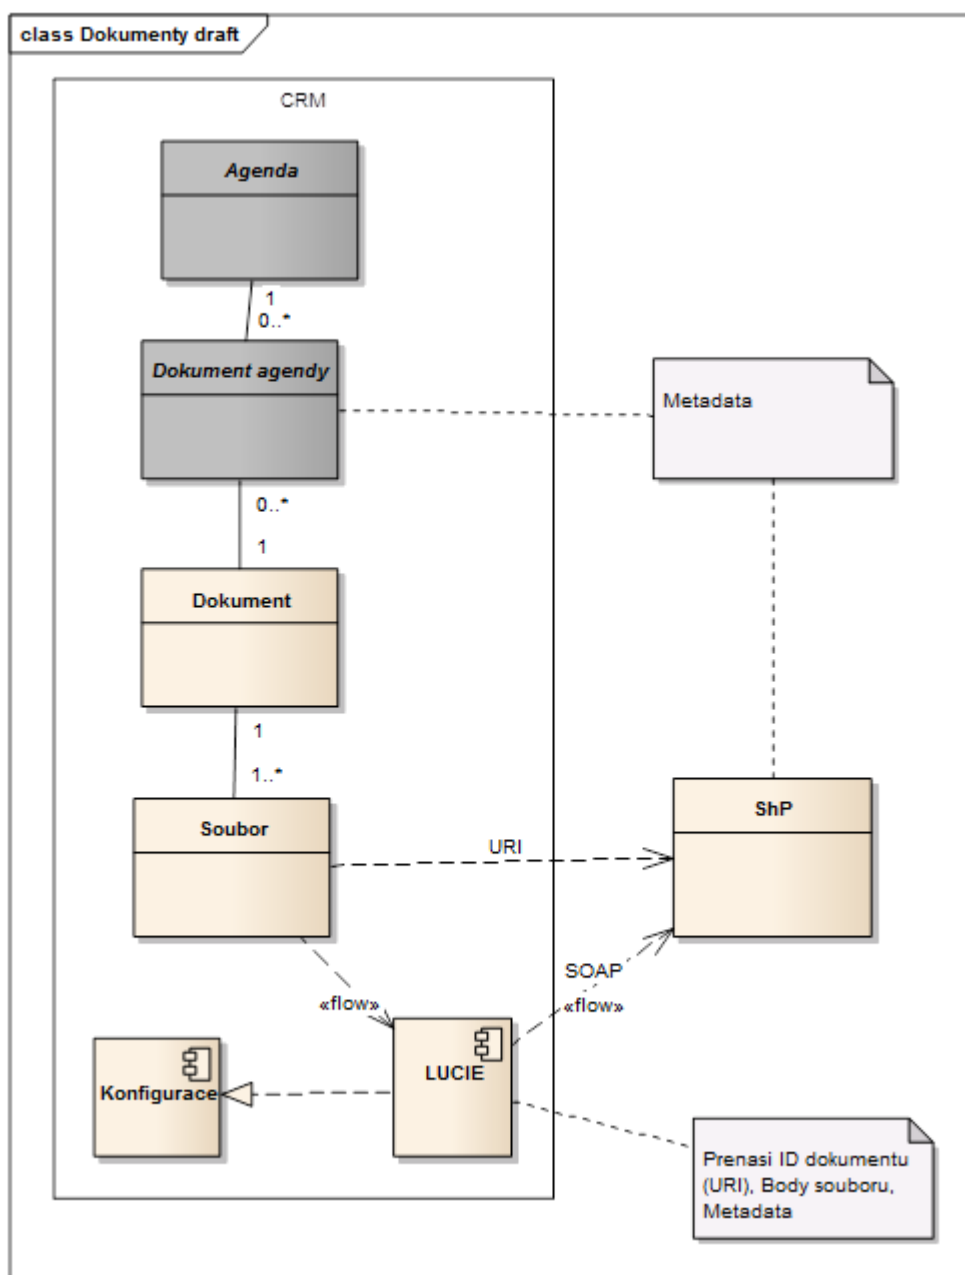 class Dokumenty draft
CRM
Agenda
1
0..*
Dokument agendy
Metadata
0..*
1
Dokument
1
1..*
Soubor
ShP
URI
SOAP
«flow»
«flow»
Konfigurace
LUCIE
Prenasi ID dokumentu
(URI), Body souboru,
Metadata